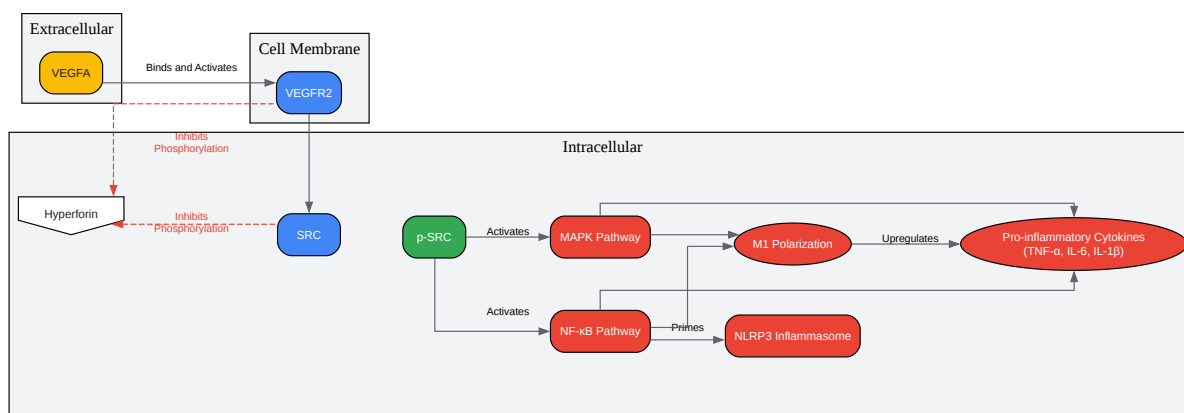 Extracellular
VEGFA
Binds and Activates
Cell Membrane
VEGFR2
Inhibits
Phosphorylation
Intracellular
Hyperforin
Inhibits
Phosphorylation
SRC
p-SRC
Activates
MAPK Pathway
M1 Polarization
Upregulates
Pro-inflammatory Cytokines
(TNF-α, IL-6, IL-1β)
Activates
NF-κB Pathway
Primes
NLRP3 Inflammasome